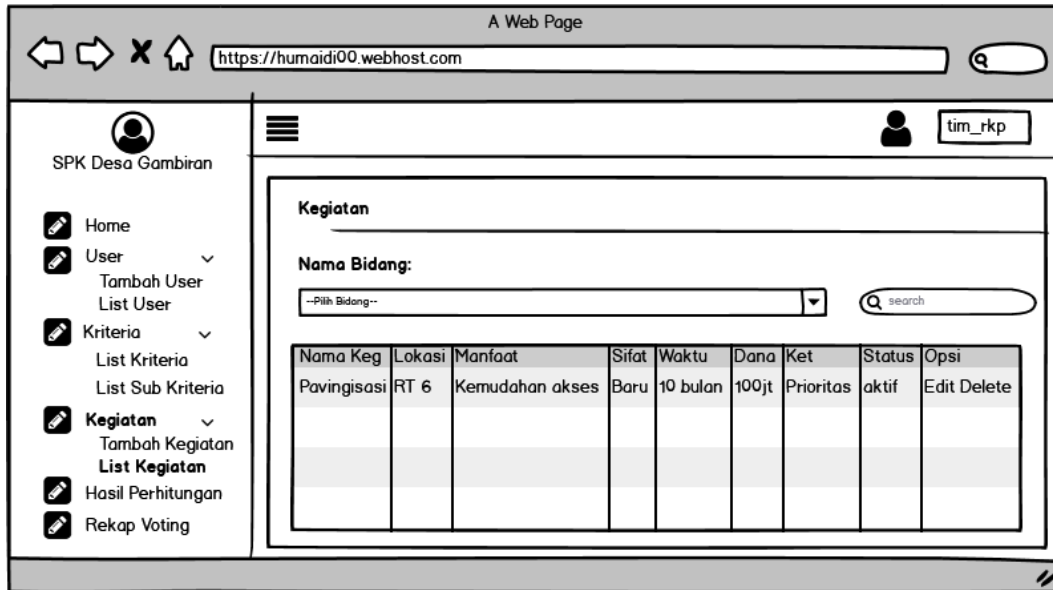 A Web Page
https://humaidi00.webhost.com
tim_rkp
SPK Desa Gambiran
Home
User
Tambah User
List User
Kriteria
List Kriteria
List Sub Kriteria
Kegiatan
Tambah Kegiatan
List Kegiatan
Hasil Perhitungan
Rekap Voting
Kegiatan
Nama Bidang:
--Pilih Bidang--
search
Nama Keg Lokasi Manfaat Sifat Waktu Dana Ket Status Opsi
Pavingisasi RT 6 Kemudahan akses Baru 10 bulan 100jt Prioritas aktif Edit Delete